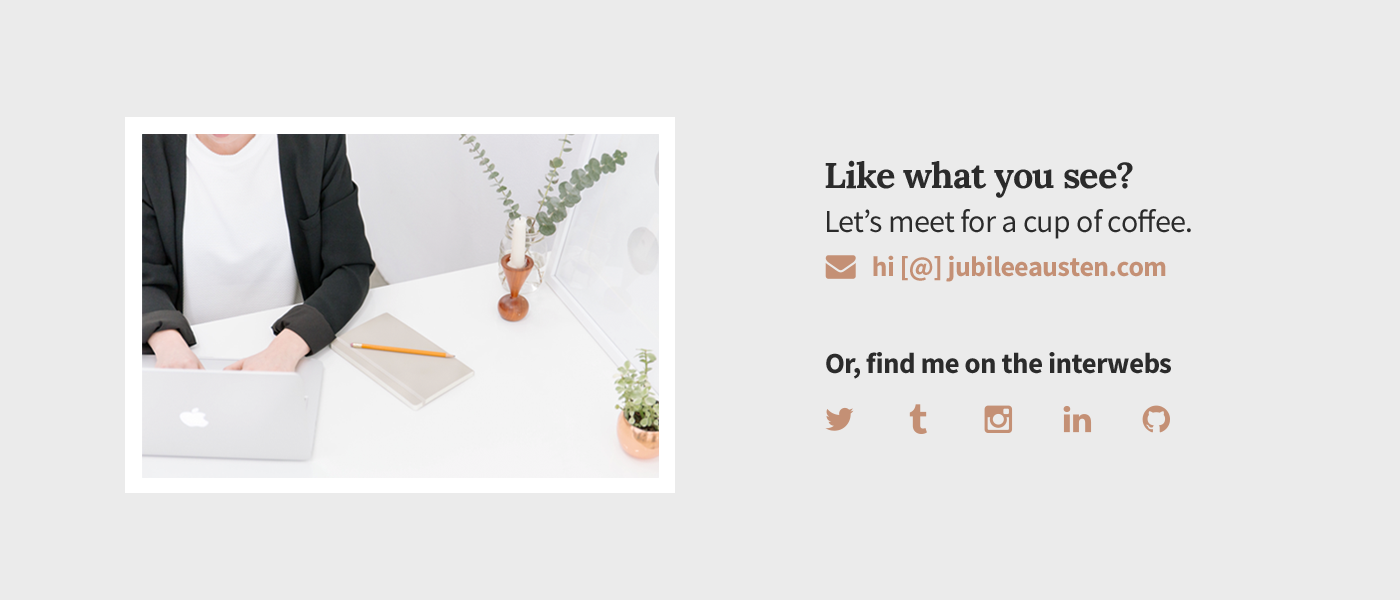 Like what you see?
Let’s meet for a cup of coffee.
hi [@] jubileeausten.com
Or, find me on the interwebs